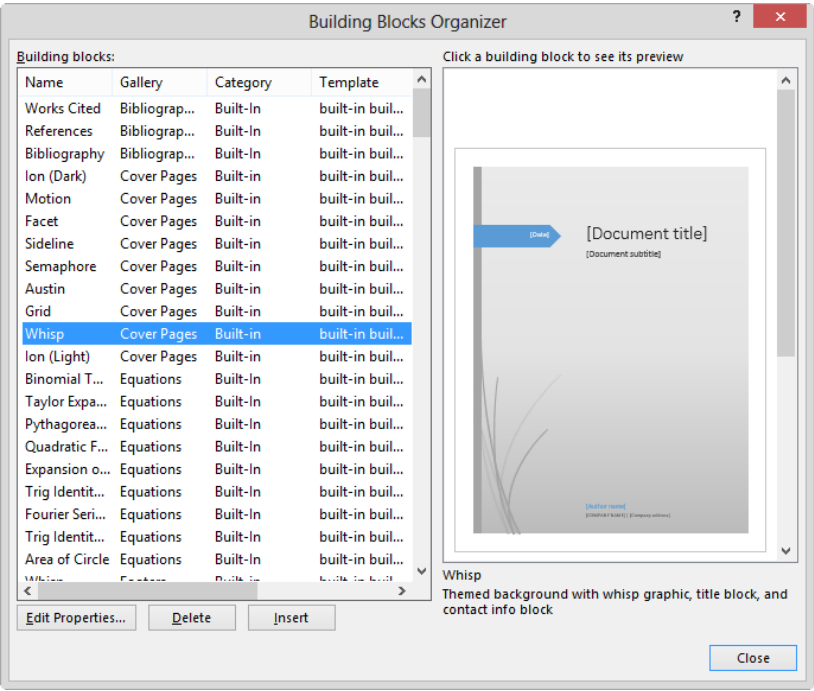 Building Blocks Organizer
? ×
Building blocks:
Name Gallery Category Template
Works Cited Bibliograp... Built-In built-in buil...
References Bibliograp... Built-In built-in buil...
Bibliography Bibliograp... Built-In built-in buil...
Ion (Dark) Cover Pages Built-in built-in buil...
Motion Cover Pages Built-in built-in buil...
Facet Cover Pages Built-in built-in buil...
Sideline Cover Pages Built-in built-in buil...
Semaphore Cover Pages Built-in built-in buil...
Austin Cover Pages Built-in built-in buil...
Grid Cover Pages Built-in built-in buil...
Whisp Cover Pages Built-in built-in buil...
Ion (Light) Cover Pages Built-in built-in buil...
Binomial T... Equations Built-In built-in buil...
Taylor Expa... Equations Built-In built-in buil...
Pythagorea... Equations Built-In built-in buil...
Quadratic F... Equations Built-In built-in buil...
Expansion o... Equations Built-In built-in buil...
Trig Identit... Equations Built-In built-in buil...
Fourier Seri... Equations Built-In built-in buil...
Trig Identit... Equations Built-In built-in buil...
Area of Circle Equations Built-In built-in buil...
Edit Properties... Delete Insert
Click a building block to see its preview
[Date]
[Document title]
[Document subtitle]
[Author name]
[COMPANY NAME] | [Company address]
Whisp
Themed background with whisp graphic, title block, and
contact info block
Close